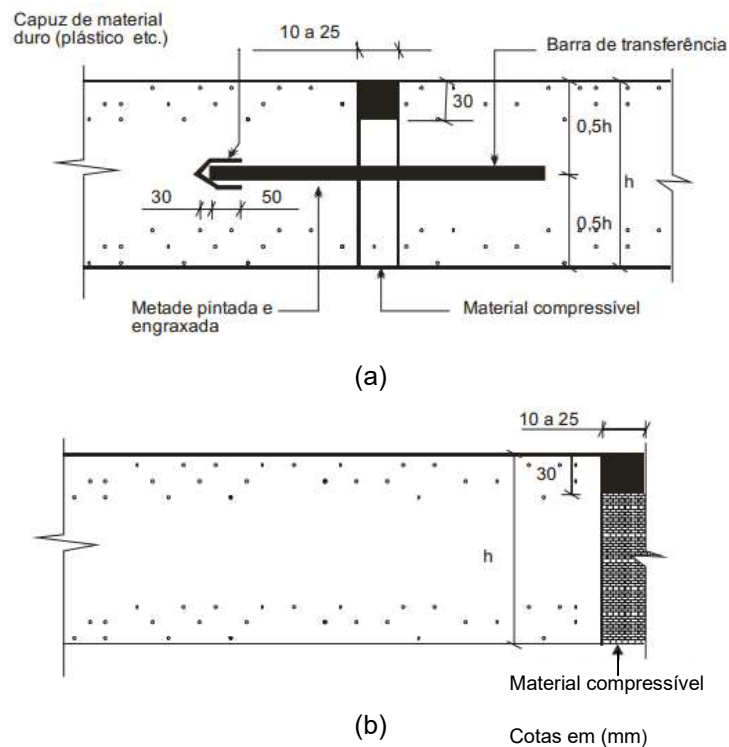 Capuz de material
duro (plástico etc.)
10 a 25
Barra de transferência
30
0,5h
h
30
50
0,5h
Metade pintada e
engraxada
Material compressível
(a)
10 a 25
30
h
Material compressível
(b)
Cotas em (mm)